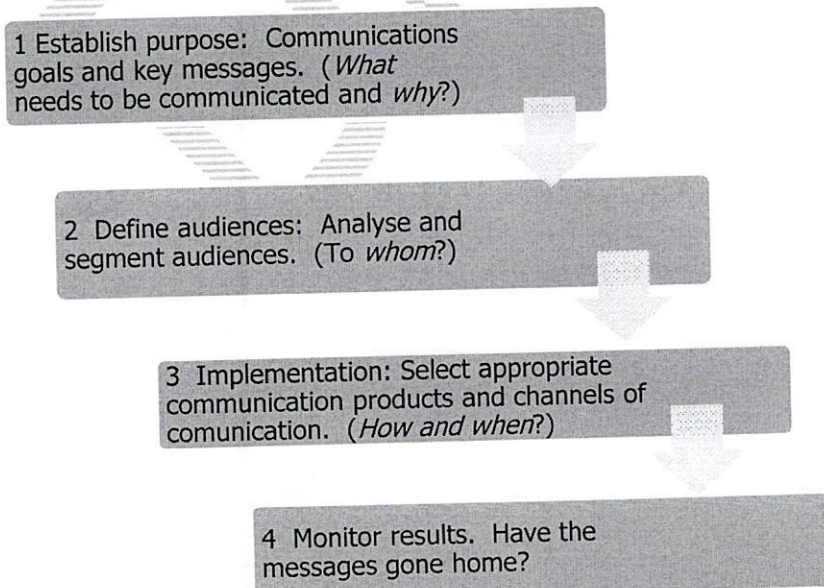 1 Establish purpose: Communications
goals and key messages. (What
needs to be communicated and why?)
2 Define audiences: Analyse and
segment audiences. (To whom?)
3 Implementation: Select appropriate
communication products and channels of
comunication. (How and when?)
4 Monitor results. Have the
messages gone home?